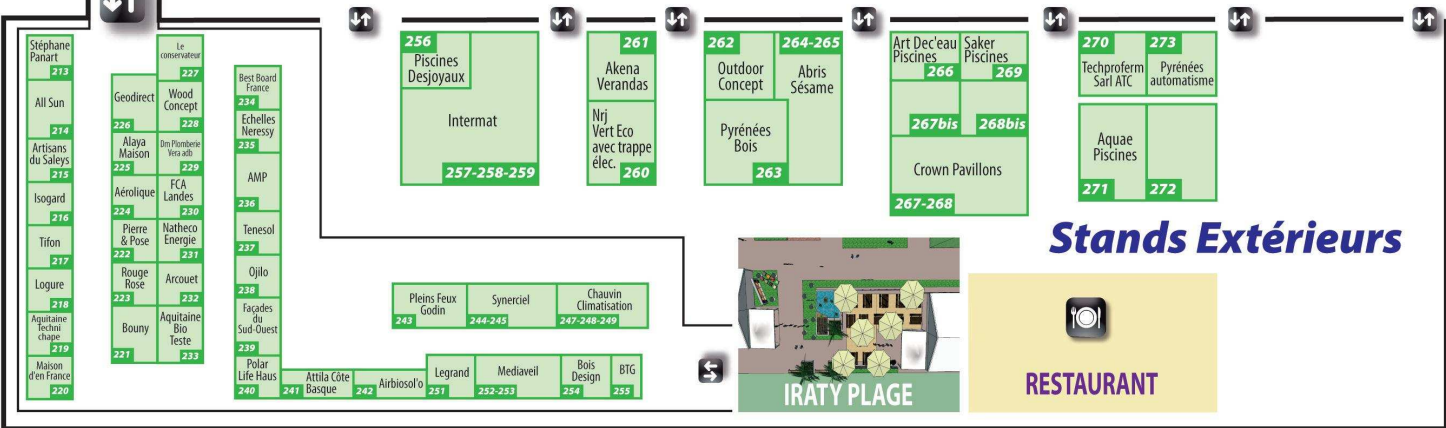 Stéphane
Panart
213
All Sun
214
Artisans
du Saleys
215
Isogard
216
Tifon
217
Logure
218
Aquitaine
Techni
chape
219
Maison
d'en France
220
Le
conservateur
227
Geodirect
226
Wood
Concept
228
Alaya
Maison
225
Dm Plomberie
Vera adb
229
Aérolique
224
FCA
Landes
230
Pierre
& Pose
222
Natheco
Energie
231
Rouge
Rose
223
Arcouet
232
Bouny
221
Aquitaine
Bio
Teste
233
Best Board
France
234
Echelles
Neressy
235
AMP
236
Tenesol
237
Ojilo
238
Façades
du
Sud-Ouest
239
Polar
Life Haus
240
Attila Côte
Basque
241
Airbiosol'o
242
Legrand
251
Mediaveil
252-253
Bois
Design
254
BTG
255
Pleins Feux
Godin
243
Synerciel
244-245
Chauvin
Climatisation
247-248-249
256
Piscines
Desjoyaux
Intermat
257-258-259
261
Akena
Verandas
Nrj
Vert Eco
avec trappe
élec.
260
262
Outdoor
Concept
264-265
Abris
Sésame
Pyrénées
Bois
263
Art Dec'eau
Piscines
266
Saker
Piscines
269
267bis
268bis
Crown Pavillons
267-268
270
Techproferm
Sarl ATC
273
Pyrénées
automatisme
Aquae
Piscines
271
272
Stands Extérieurs
IRATY PLAGE
RESTAURANT